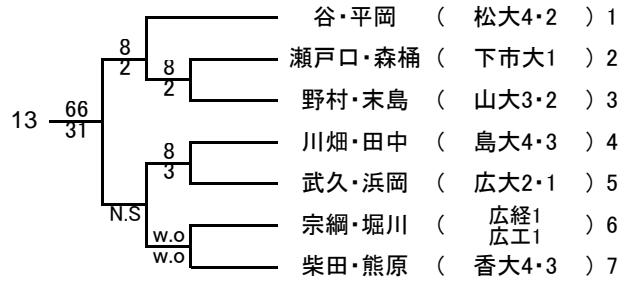 谷・平岡 ( 松大4・2 ) 1
8
2
瀬戸口・森桶 ( 下市大1 ) 2
8
2
野村・末島 ( 山大3・2 ) 3
13
66
31
川畑・田中 ( 島大4・3 ) 4
8
3
武久・浜岡 ( 広大2・1 ) 5
N.S
宗綱・堀川 ( 広経1 広工1 ) 6
w.o
w.o
柴田・熊原 ( 香大4・3 ) 7